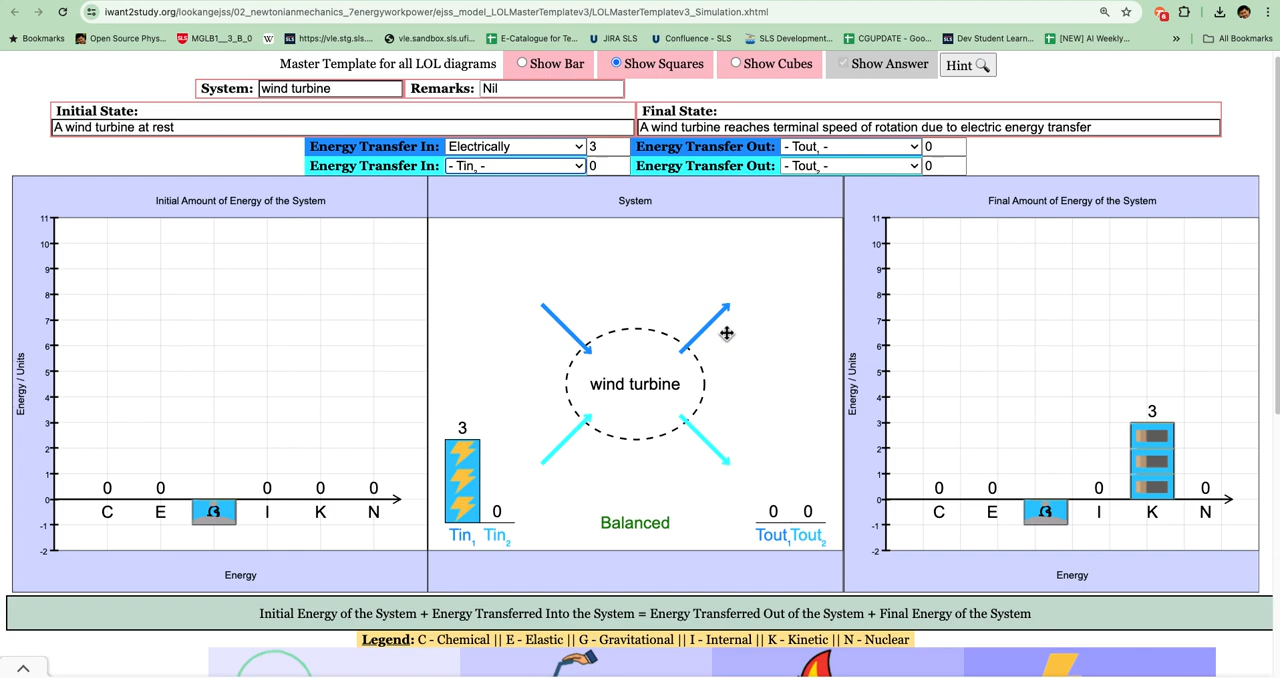 iwant2study.org/lookangejss/02_newtonianmechanics_7energyworkpower/ejss_model_LOLMasterTemplatev3/LOLMasterTemplatev3_Simulation.xhtml
6
Bookmarks Open Source Phys... MGLB1__3_B_0 https://vle.stg.sls.... vle.sandbox.sls.ufi... E-Catalogue for Te... JIRA SLS Confluence - SLS SLS Development... CGUPDATE - Goo... Dev Student Learn... [NEW] AI Weekly... » All Bookmarks
Master Template for all LOL diagrams Show Bar Show Squares Show Cubes Show Answer Hint
System: wind turbine Remarks: Nil
Initial State: Final State:
A wind turbine at rest A wind turbine reaches terminal speed of rotation due to electric energy transfer
Energy Transfer In: Electrically 3 Energy Transfer Out: - Tout₁ - 0
Energy Transfer In: - Tin₂ - 0 Energy Transfer Out: - Tout₂ - 0
Initial Amount of Energy of the System System Final Amount of Energy of the System
11 11
10 10
9 9
8 8
7 7
6 6
5 5
4 4
3 3
2 2
1 1
0 0
-1 -1
-2 -2
Energy / Units Energy / Units
wind turbine
3 3
0 0 0 0 0 0 0 0 0 0 0 0
C E G I K N C E G I K N
Balanced
Tin₁ Tin₂ Tout₁ Tout₂
Energy Energy
Initial Energy of the System + Energy Transferred Into the System = Energy Transferred Out of the System + Final Energy of the System
Legend: C - Chemical || E - Elastic || G - Gravitational || I - Internal || K - Kinetic || N - Nuclear